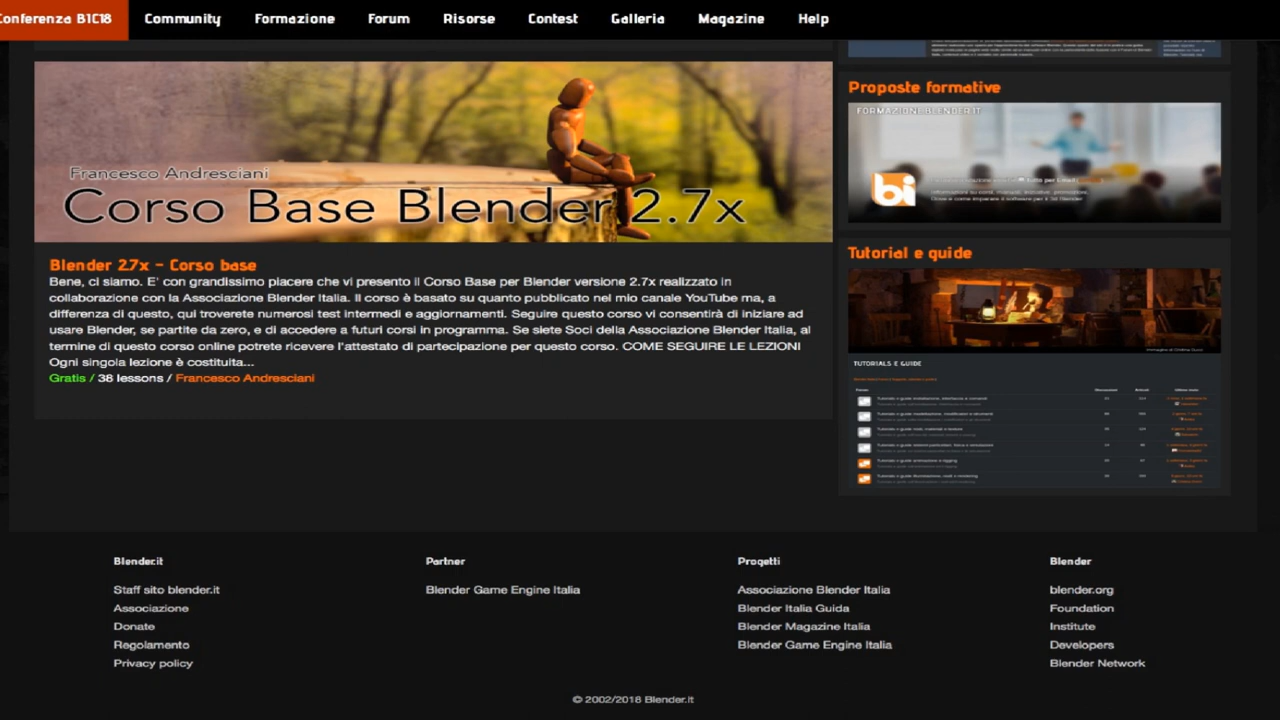 Conferenza B1C18 Community Formazione Forum Risorse Contest Galleria Magazine Help
Francesco Andresciani
Corso Base Blender 2.7x
Blender 2.7x - Corso base
Bene, ci siamo. E' con grandissimo piacere che vi presento il Corso Base per Blender versione 2.7x realizzato in
collaborazione con la Associazione Blender Italia. Il corso è basato su quanto pubblicato nel mio canale YouTube ma, a
differenza di questo, qui troverete numerosi test intermedi e aggiornamenti. Seguire questo corso vi consentirà di iniziare ad
usare Blender, se partite da zero, e di accedere a futuri corsi in programma. Se siete Soci della Associazione Blender Italia, al
termine di questo corso online potrete ricevere l'attestato di partecipazione per questo corso. COME SEGUIRE LE LEZIONI
Ogni singola lezione è costituita...
Gratis / 38 lessons / Francesco Andresciani
Proposte formative
FORMAZIONE.BLENDER.IT
bi
Tutorial e guide
TUTORIALS E GUIDE
Blender.it
Staff sito blender.it
Associazione
Donate
Regolamento
Privacy policy
Partner
Blender Game Engine Italia
Progetti
Associazione Blender Italia
Blender Italia Guida
Blender Magazine Italia
Blender Game Engine Italia
Blender
blender.org
Foundation
Institute
Developers
Blender Network
© 2002/2018 Blender.it